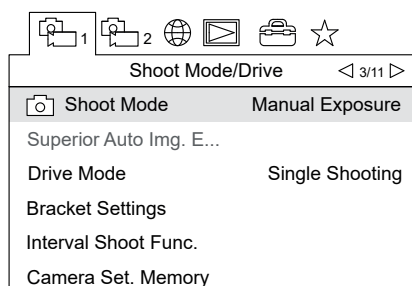 1 2
Shoot Mode/Drive 3/11
Shoot Mode Manual Exposure
Superior Auto Img. E...
Drive Mode Single Shooting
Bracket Settings
Interval Shoot Func.
Camera Set. Memory